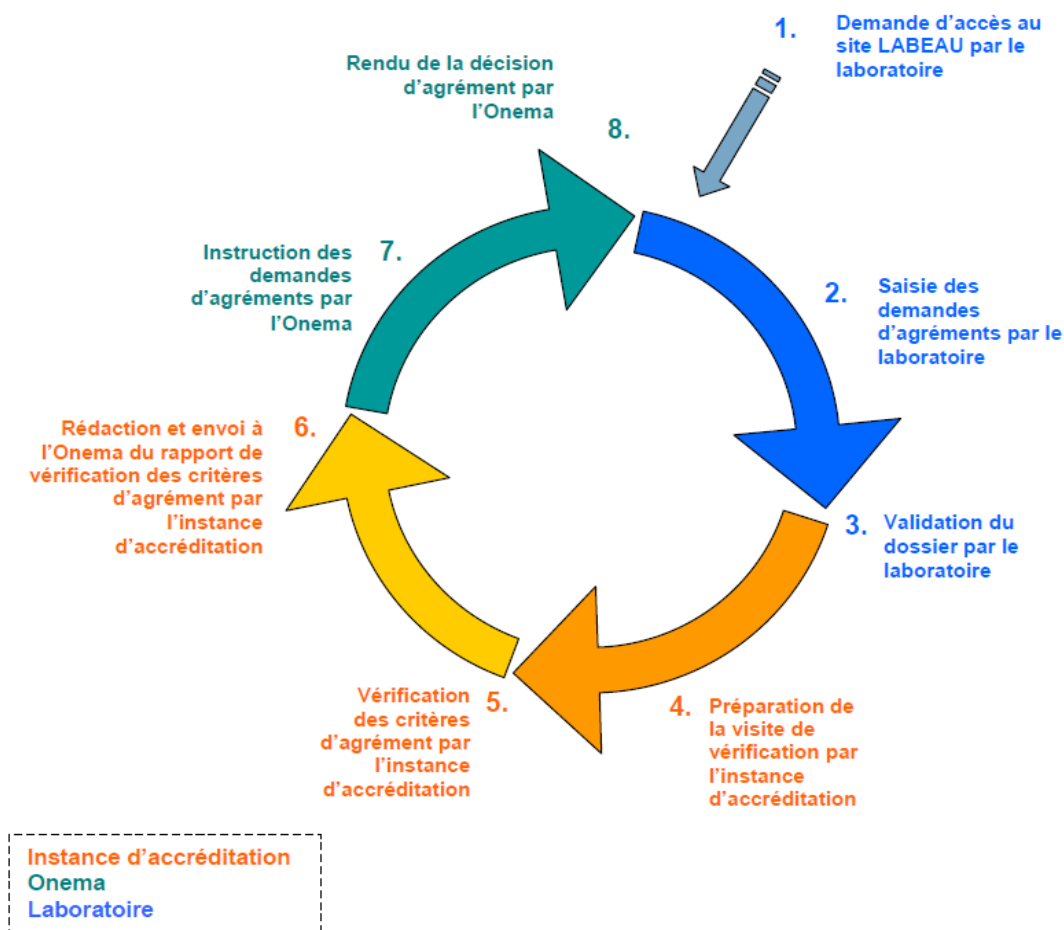 1.
Demande d'accès au
site LABEAU par le
laboratoire
2.
Saisie des
demandes
d'agréments par le
laboratoire
3.
Validation du
dossier par le
laboratoire
4.
Préparation de
la visite de
vérification par
l'instance
d'accréditation
5.
Vérification
des critères
d'agrément par
l'instance
d'accréditation
6.
Rédaction et envoi à
l'Onema du rapport de
vérification des critères
d'agrément par
l'instance
d'accréditation
7.
Instruction des
demandes
d'agréments par
l'Onema
8.
Rendu de la décision
d'agrément par
l'Onema
Instance d'accréditation
Onema
Laboratoire